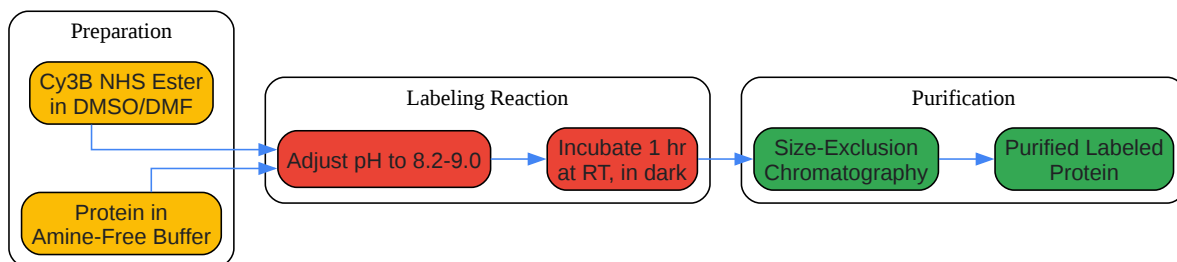 Preparation
Cy3B NHS Ester
in DMSO/DMF
Protein in
Amine-Free Buffer
Labeling Reaction
Adjust pH to 8.2-9.0
Incubate 1 hr
at RT, in dark
Purification
Size-Exclusion
Chromatography
Purified Labeled
Protein